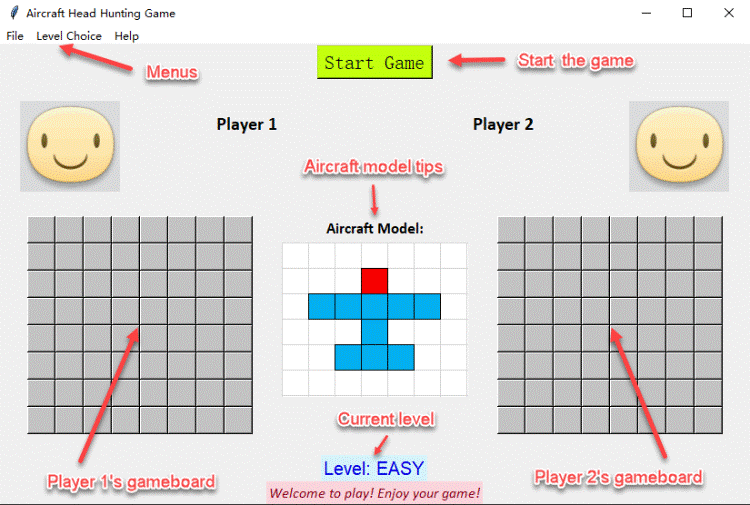 Aircraft Head Hunting Game
File Level Choice Help
Menus
Start Game
Start the game
Player 1
Player 2
Aircraft model tips
Aircraft Model:
Current level
Level: EASY
Player 1's gameboard
Player 2's gameboard
Welcome to play! Enjoy your game!